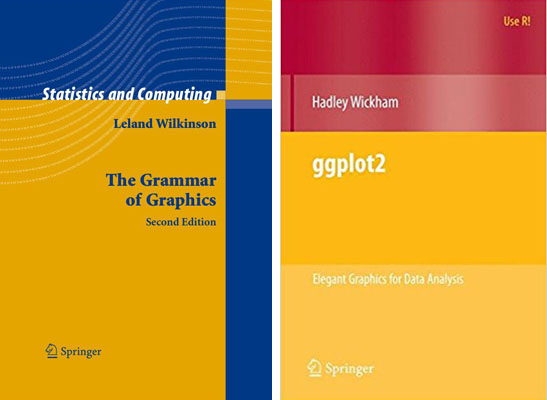 Statistics and Computing
Leland Wilkinson
The Grammar
of Graphics
Second Edition
Springer
Use R!
Hadley Wickham
ggplot2
Elegant Graphics for Data Analysis
Springer